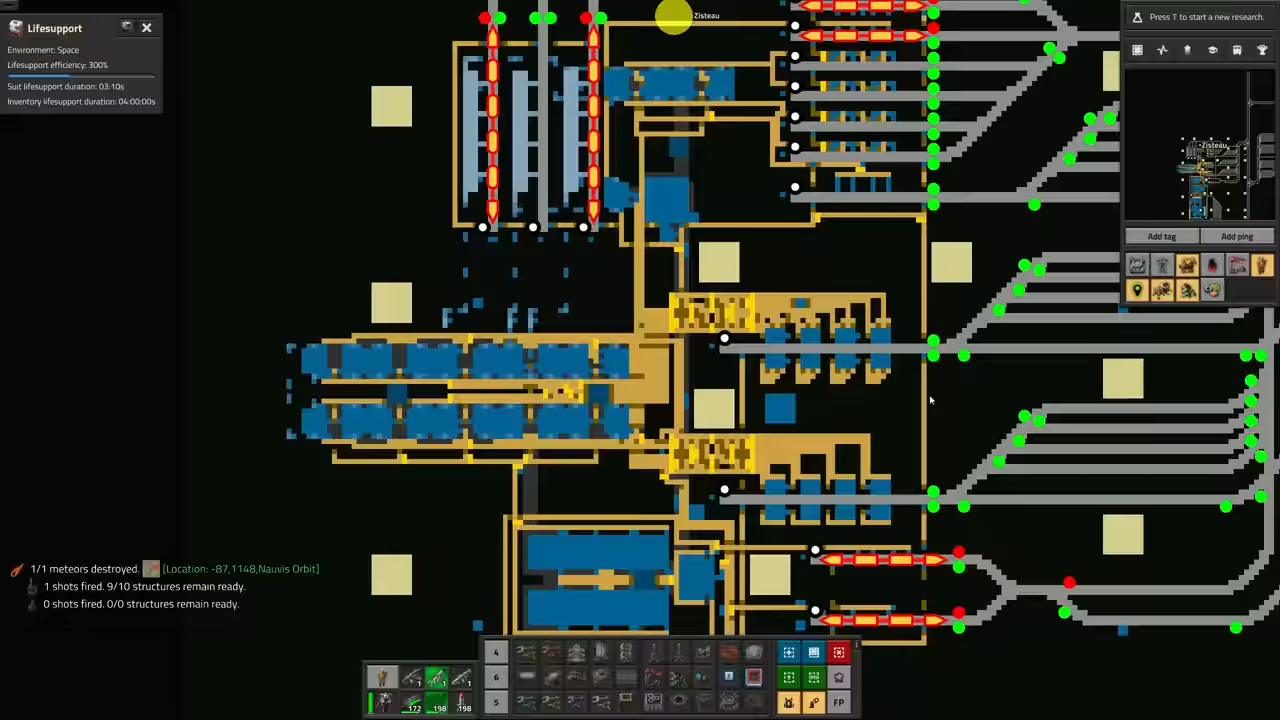 Lifesupport
Environment: Space
Lifesupport efficiency: 300%
Suit lifesupport duration: 03:10s
Inventory lifesupport duration: 04:00:00s
Zisteau
Press T to start a new research.
Zisteau
Add tag
Add ping
1/1 meteors destroyed. [Location: -87,1148,Nauvis Orbit]
1 shots fired. 9/10 structures remain ready.
0 shots fired. 0/0 structures remain ready.
4
6
5
1
1
1
172
198
198
FP